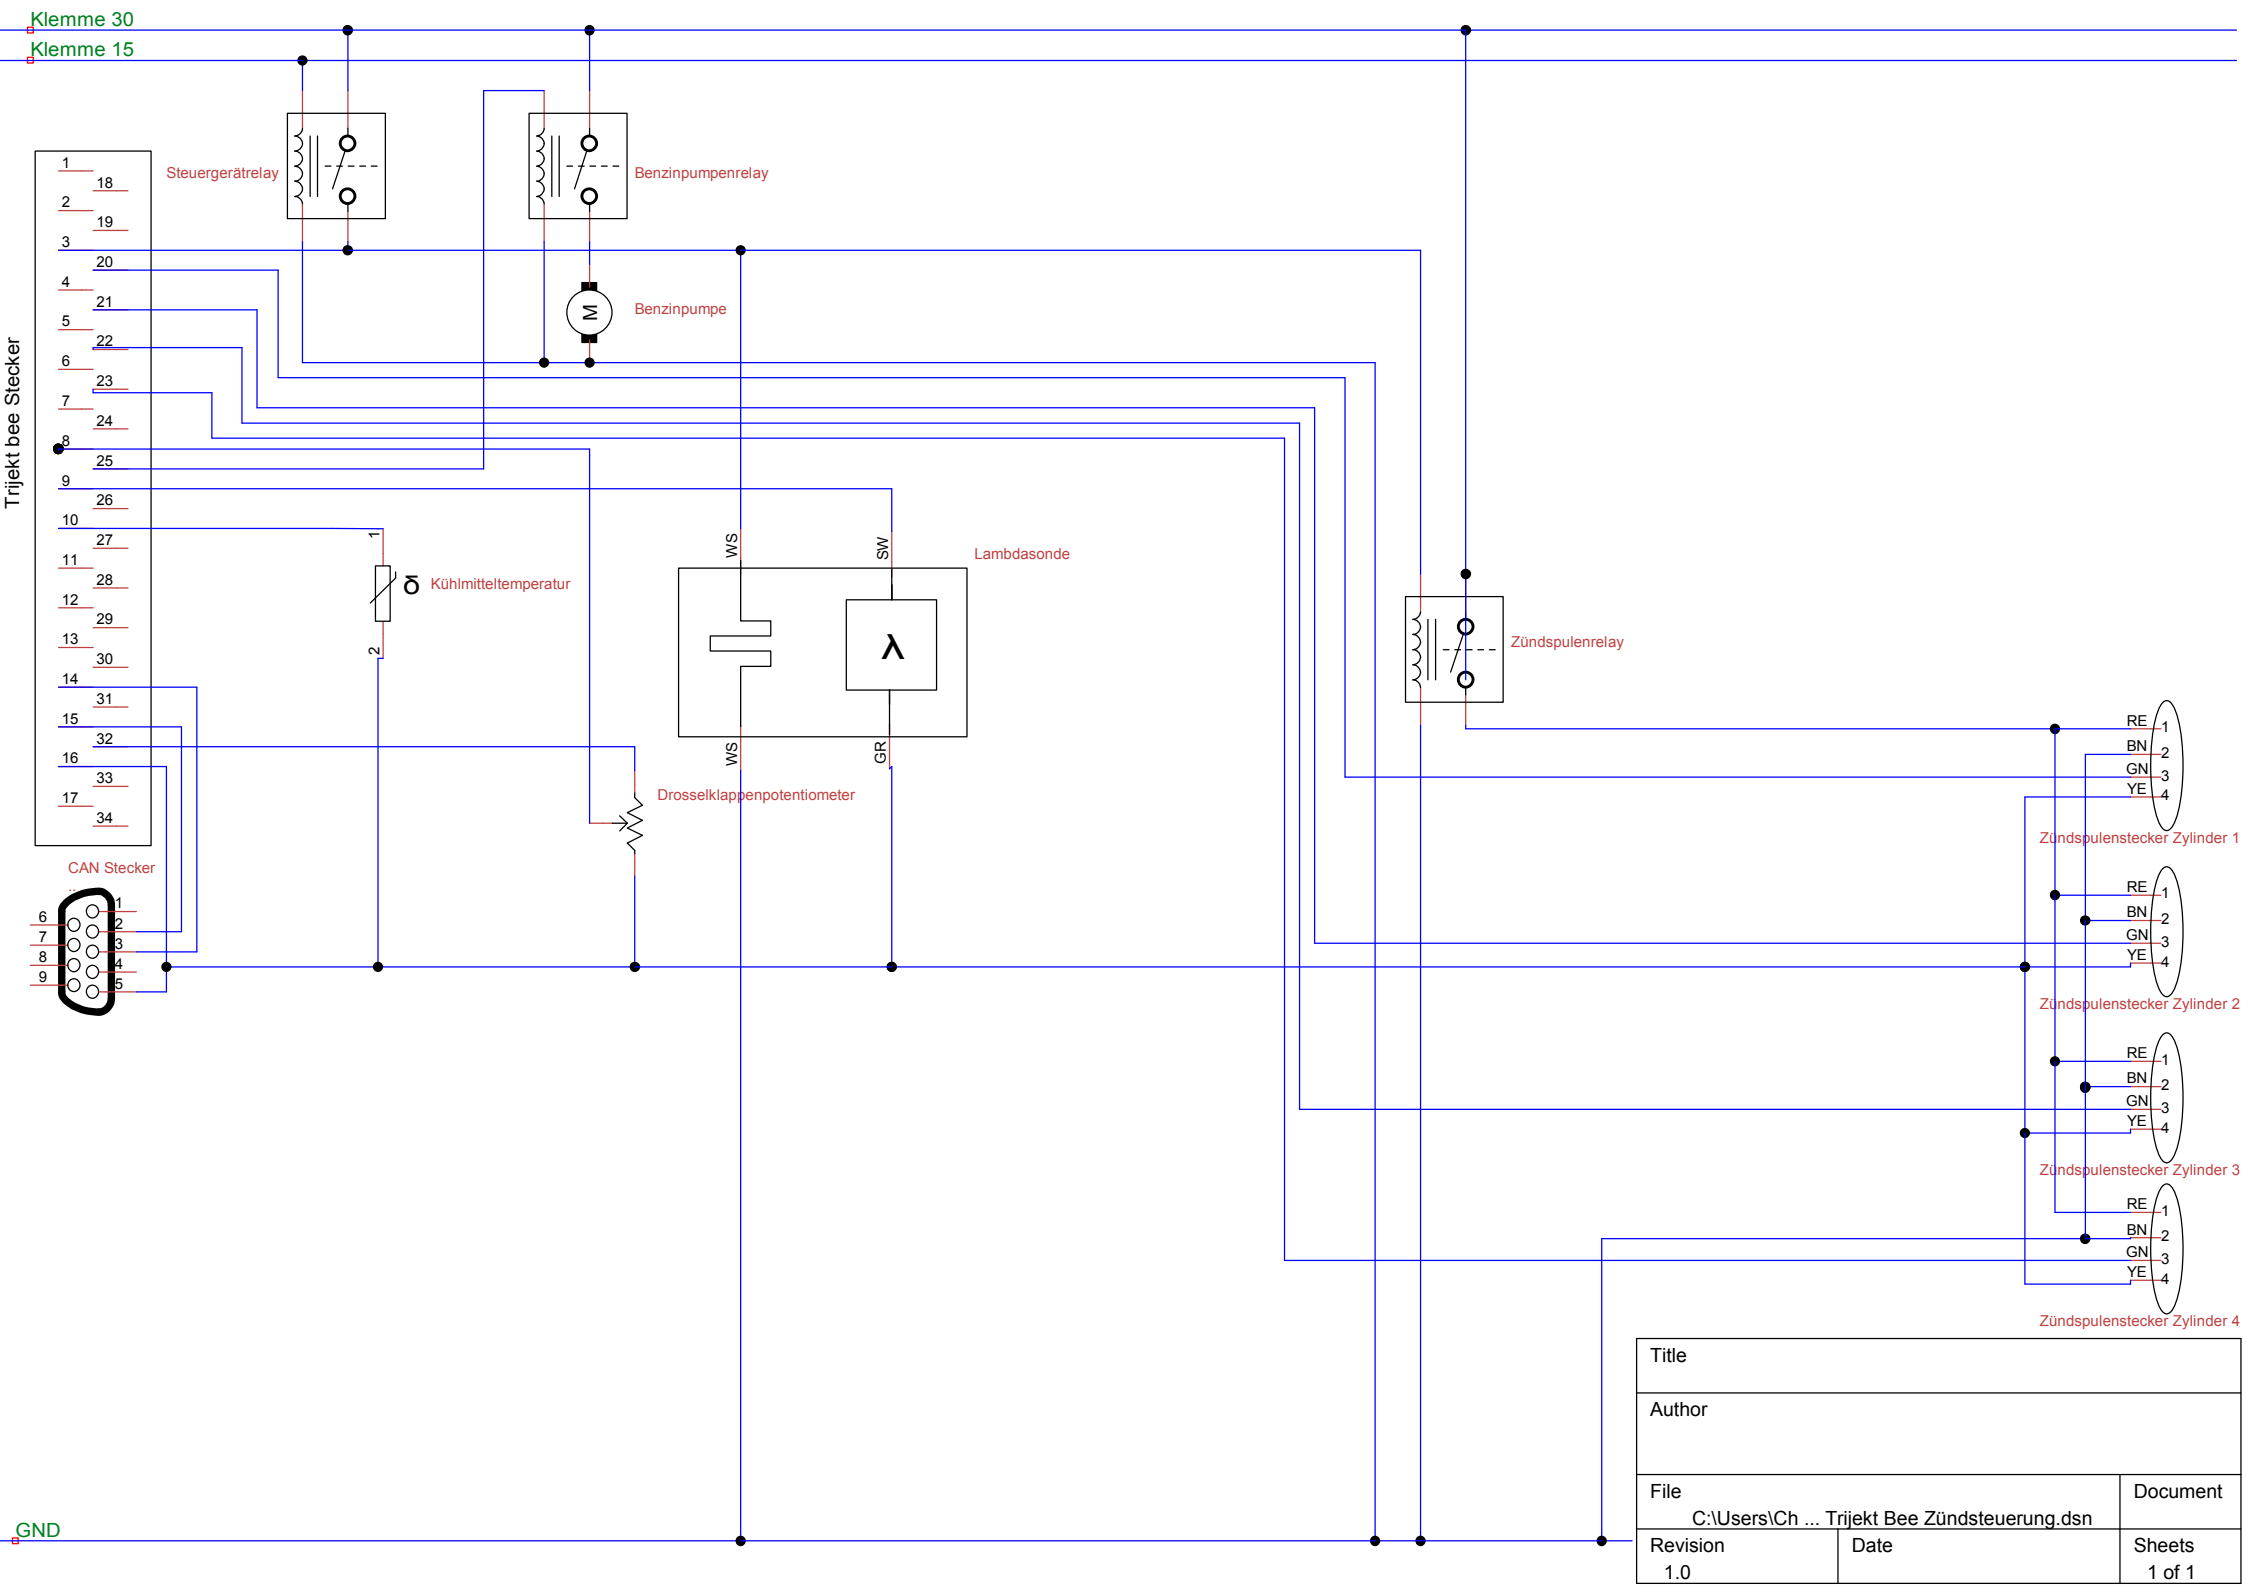 Klemme 30
Klemme 15
Steuergerätrelay
Benzinpumpenrelay
Trijekt bee Stecker
1
18
2
19
3
20
4
21
5
22
6
23
7
24
8
25
9
26
10
27
11
28
12
29
13
30
14
31
15
32
16
33
17
34
M
Benzinpumpe
1
2
δ
Kühlmitteltemperatur
WS
SW
Lambdasonde
λ
WS
GR
Drosselklappenpotentiometer
Zündspulenrelay
CAN Stecker
1
6
2
7
3
8
4
9
5
RE 1
BN 2
GN 3
YE 4
Zündspulenstecker Zylinder 1
RE 1
BN 2
GN 3
YE 4
Zündspulenstecker Zylinder 2
RE 1
BN 2
GN 3
YE 4
Zündspulenstecker Zylinder 3
RE 1
BN 2
GN 3
YE 4
Zündspulenstecker Zylinder 4
GND
Title
Author
File
C:\Users\Ch ... Trijekt Bee Zündsteuerung.dsn
Document
Revision
1.0
Date
Sheets
1 of 1